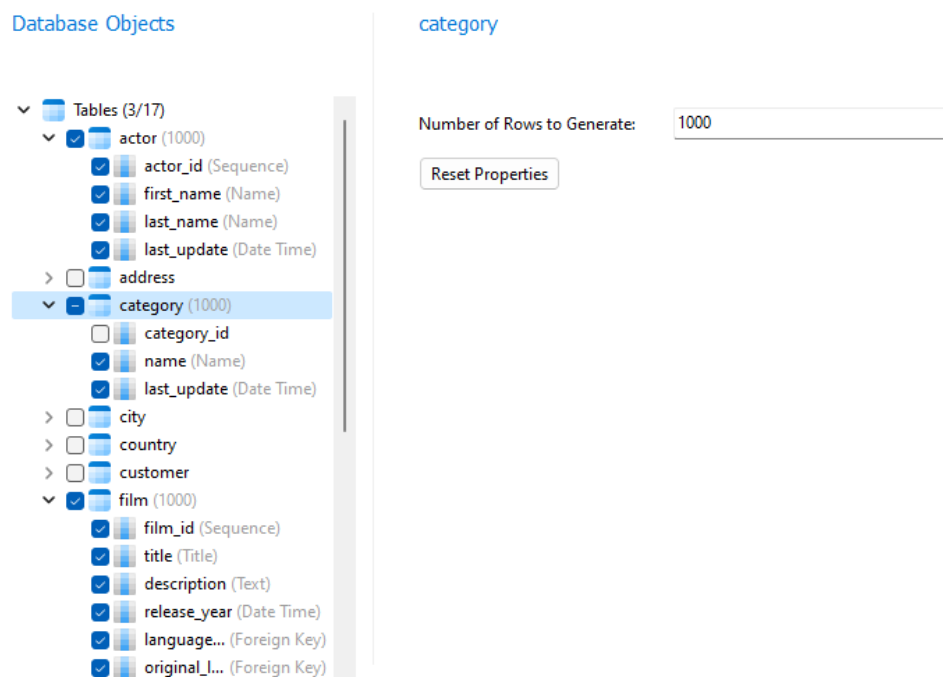 Database Objects
Tables (3/17)
actor (1000)
actor_id (Sequence)
first_name (Name)
last_name (Name)
last_update (Date Time)
address
category (1000)
category_id
name (Name)
last_update (Date Time)
city
country
customer
film (1000)
film_id (Sequence)
title (Title)
description (Text)
release_year (Date Time)
language... (Foreign Key)
original_l... (Foreign Key)
category
Number of Rows to Generate: 1000
Reset Properties